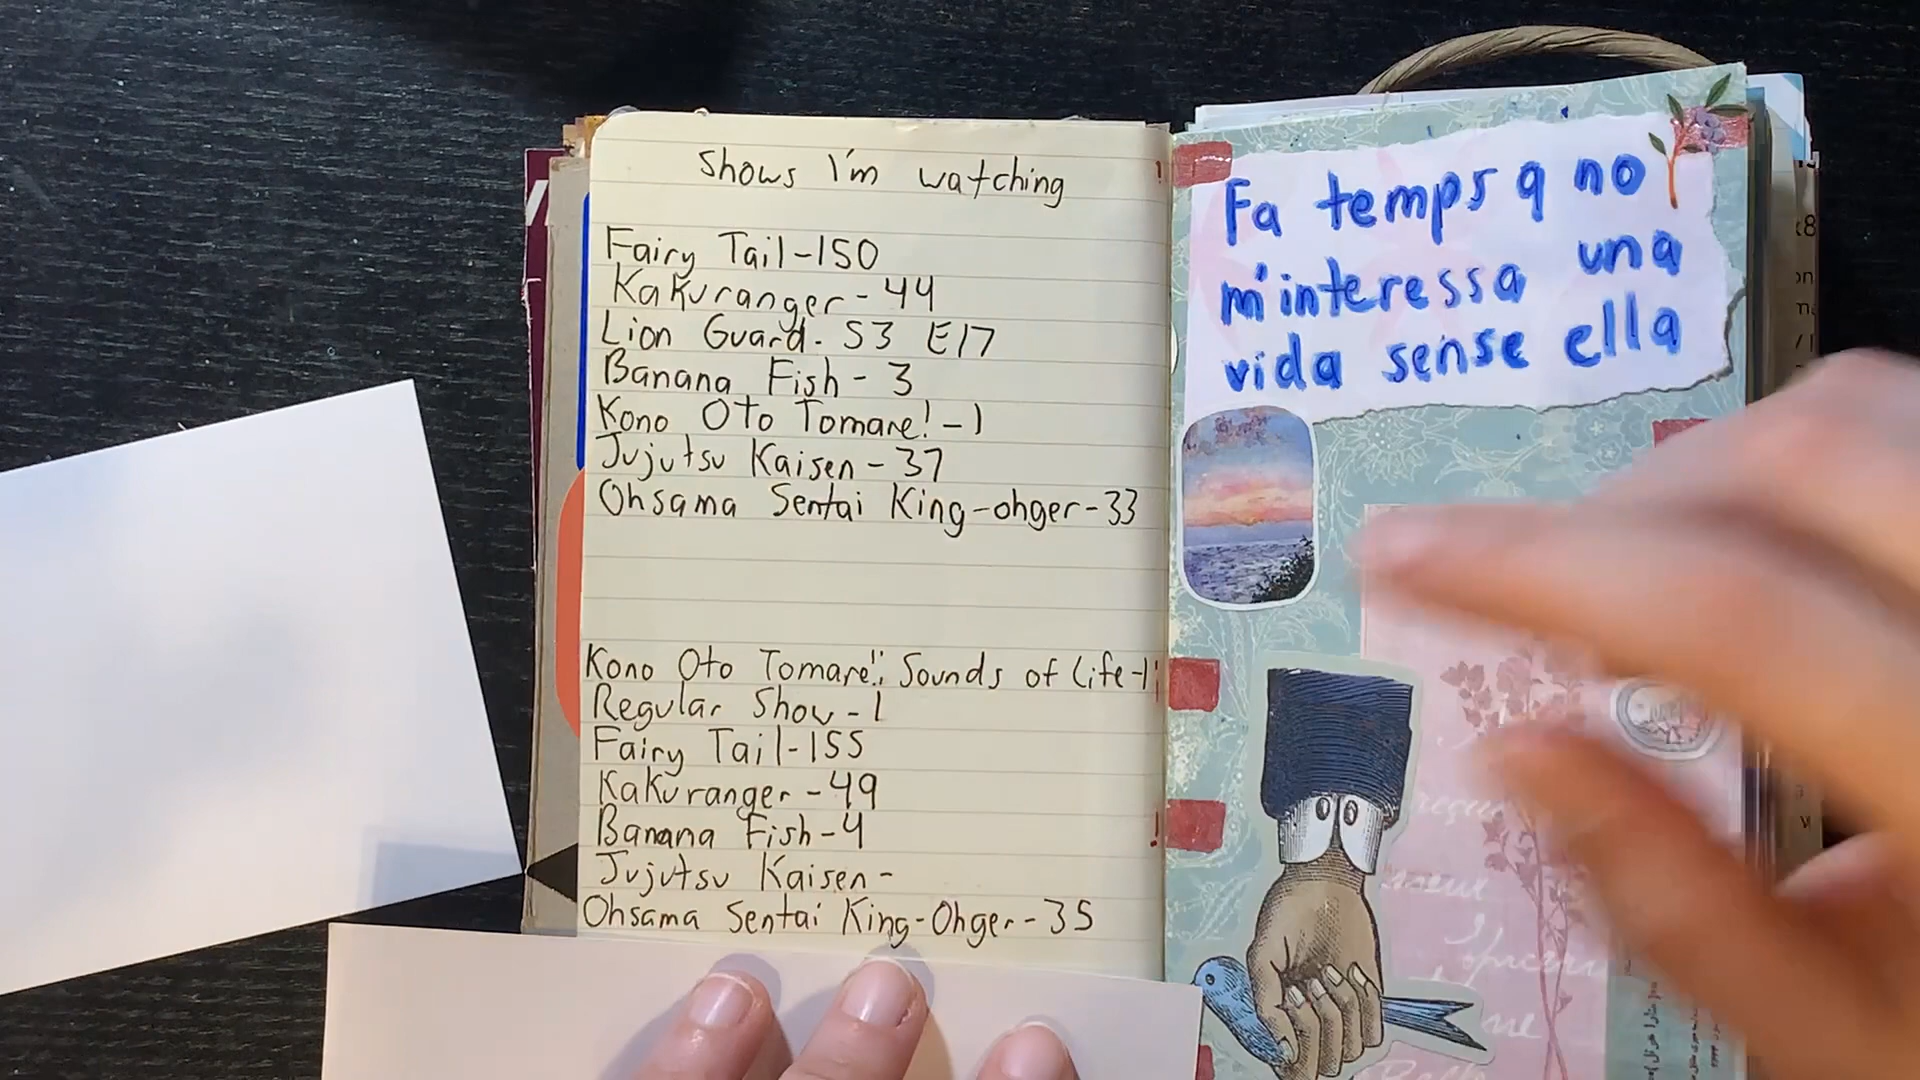 Shows I'm watching
Fairy Tail-150
Kakuranger-44
Lion Guard- S3 E17
Banana Fish-3
Kono Oto Tomare!-1
Jujutsu Kaisen-37
Ohsama Sentai King-ohger-33
Kono Oto Tomare!: Sounds of Life-1
Regular Show-1
Fairy Tail-155
Kakuranger-49
Banana Fish-4
Jujutsu Kaisen-
Ohsama Sentai King-Ohger-35
Fa temps q no
m'interessa una
vida sense ella